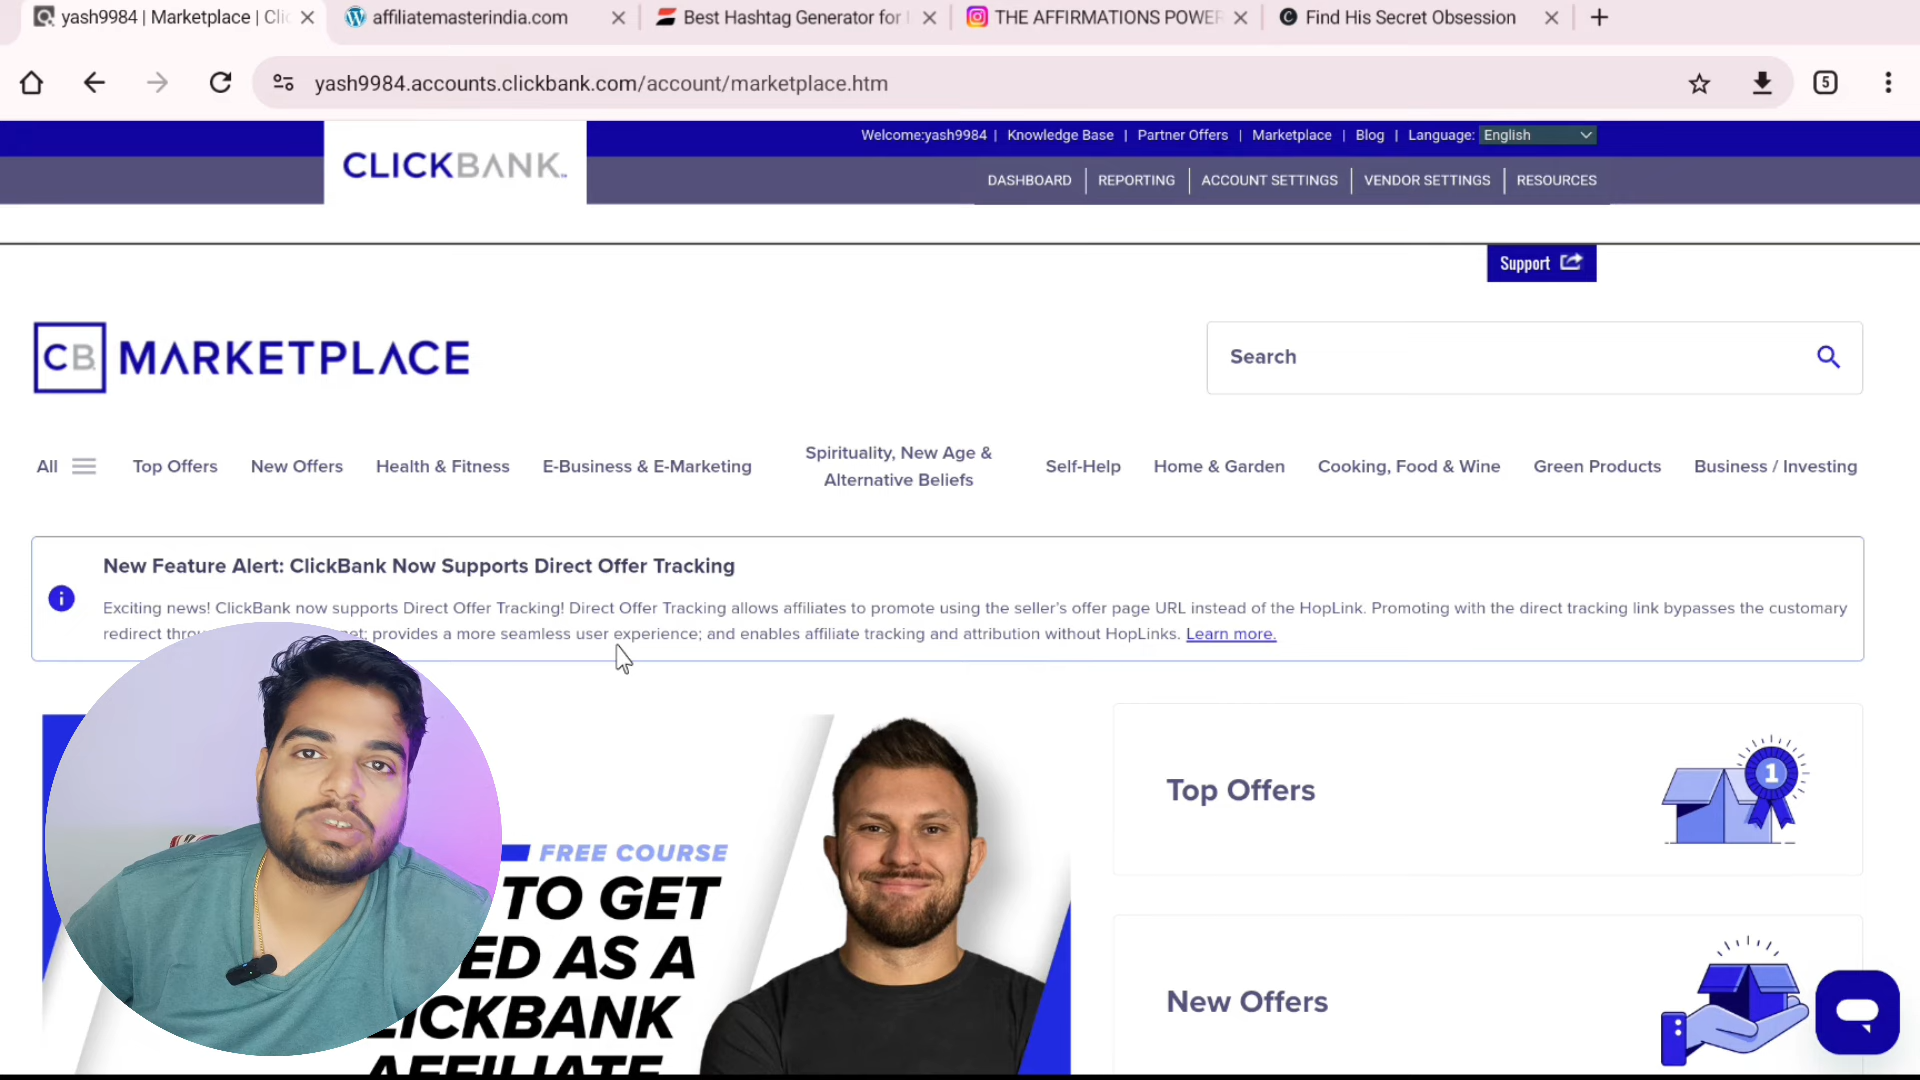 yash9984 | Marketplace | Clic
affiliatemasterindia.com
Best Hashtag Generator for
THE AFFIRMATIONS POWER
Find His Secret Obsession
yash9984.accounts.clickbank.com/account/marketplace.htm
5
CLICKBANK
Welcome:yash9984 | Knowledge Base | Partner Offers | Marketplace | Blog | Language: English
DASHBOARD | REPORTING | ACCOUNT SETTINGS | VENDOR SETTINGS | RESOURCES
Support
CB MARKETPLACE
Search
All
Top Offers
New Offers
Health & Fitness
E-Business & E-Marketing
Spirituality, New Age &
Alternative Beliefs
Self-Help
Home & Garden
Cooking, Food & Wine
Green Products
Business / Investing
New Feature Alert: ClickBank Now Supports Direct Offer Tracking
Exciting news! ClickBank now supports Direct Offer Tracking! Direct Offer Tracking allows affiliates to promote using the seller's offer page URL instead of the HopLink. Promoting with the direct tracking link bypasses the customary
redirect et; provides a more seamless user experience; and enables affiliate tracking and attribution without HopLinks. Learn more.
FREE COURSE
TO GET
ED AS A
CLICKBANK
AFFILIATE
Top Offers
1
New Offers